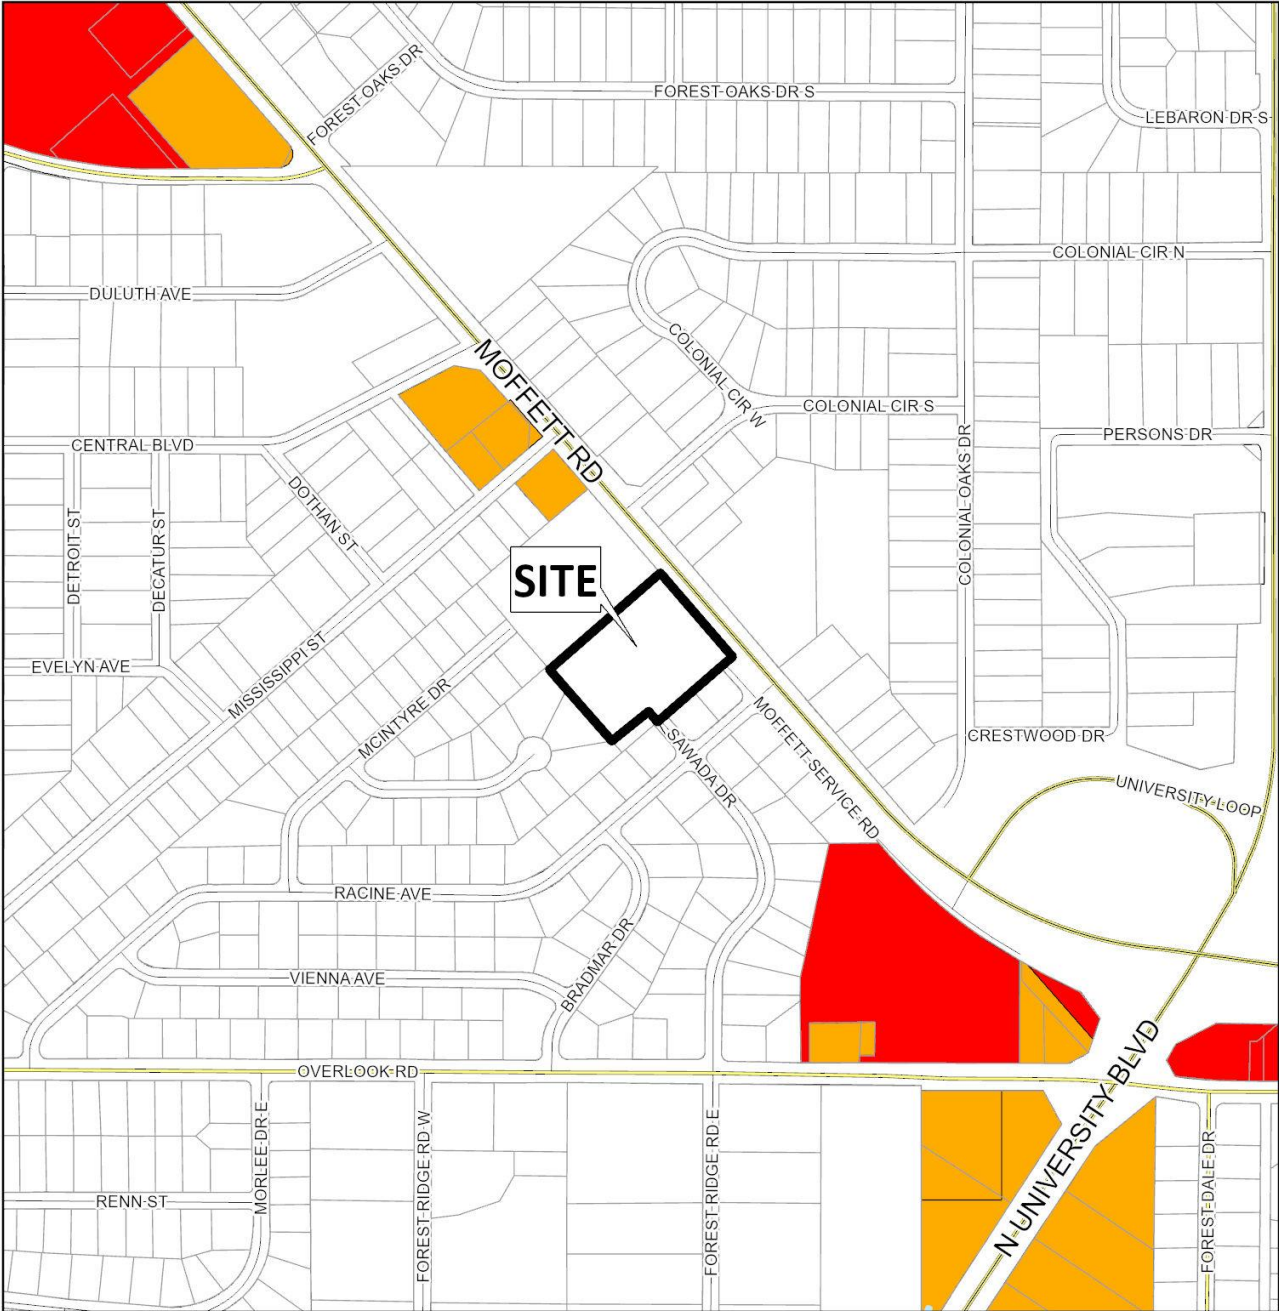 FOREST OAKS DR
FOREST OAKS DR S
LEBARON DR S
COLONIAL CIR N
DULUTH AVE
MOFFETT RD
COLONIAL CIR W
COLONIAL CIR S
CENTRAL BLVD
PERSONS DR
COLONIAL OAKS DR
DOTHAN ST
DETROIT ST
DECATUR ST
SITE
EVELYN AVE
MISSISSIPPI ST
MCINTYRE DR
SAWADA DR
MOFFETT SERVICE RD
CRESTWOOD DR
UNIVERSITY LOOP
RACINE AVE
BRADMAR DR
VIENNA AVE
OVERLOOK RD
N UNIVERSITY BLVD
MORLEE DR E
FOREST RIDGE RD W
FOREST RIDGE RD E
FOREST DALE DR
RENN ST